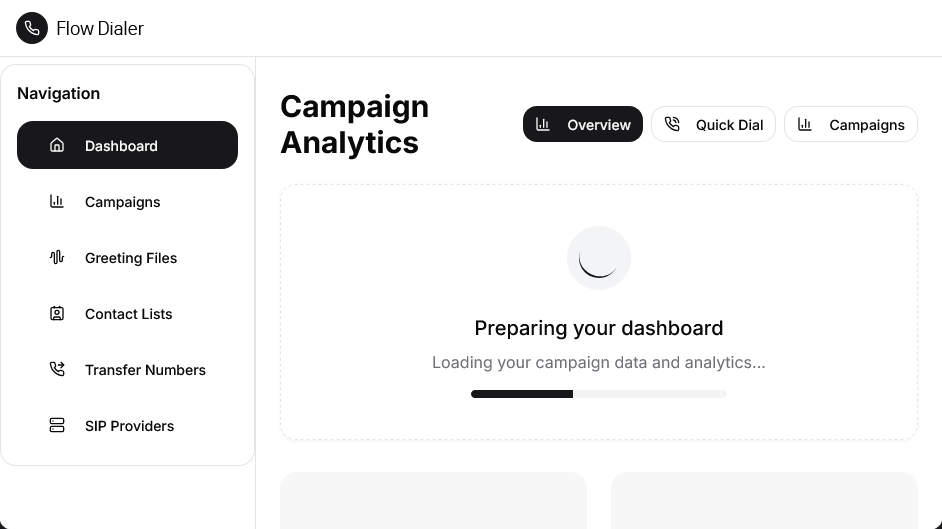 Flow Dialer
Navigation
Dashboard
Campaigns
Greeting Files
Contact Lists
Transfer Numbers
SIP Providers
Campaign
Analytics
Overview
Quick Dial
Campaigns
Preparing your dashboard
Loading your campaign data and analytics...